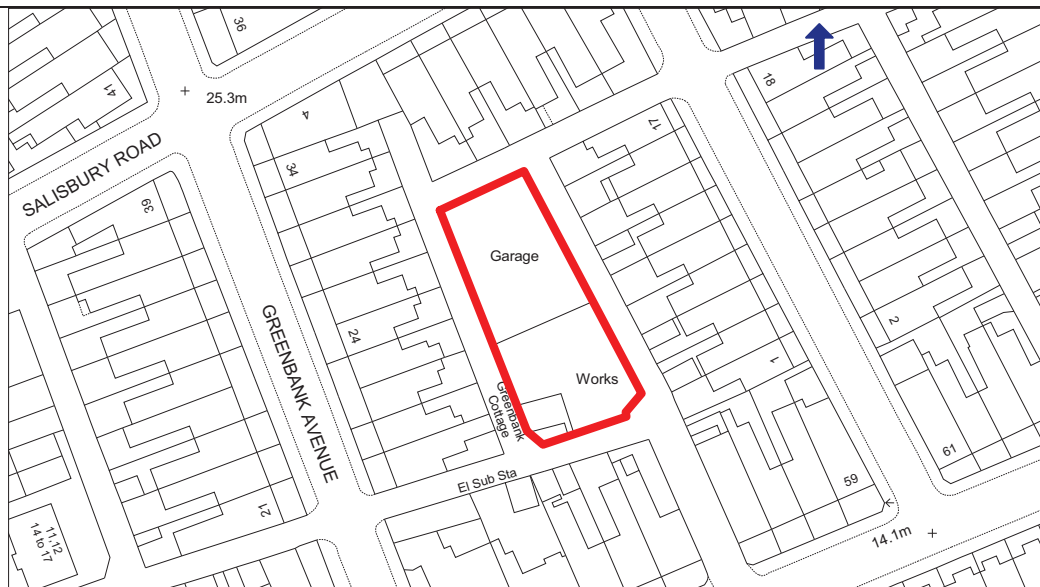 36
41
25.3m
SALISBURY ROAD
4
34
39
17
18
Garage
24
2
GREENBANK AVENUE
Works
1
Greenbank
Cottage
21
El Sub Sta
59
61
11.12
14 to 17
14.1m